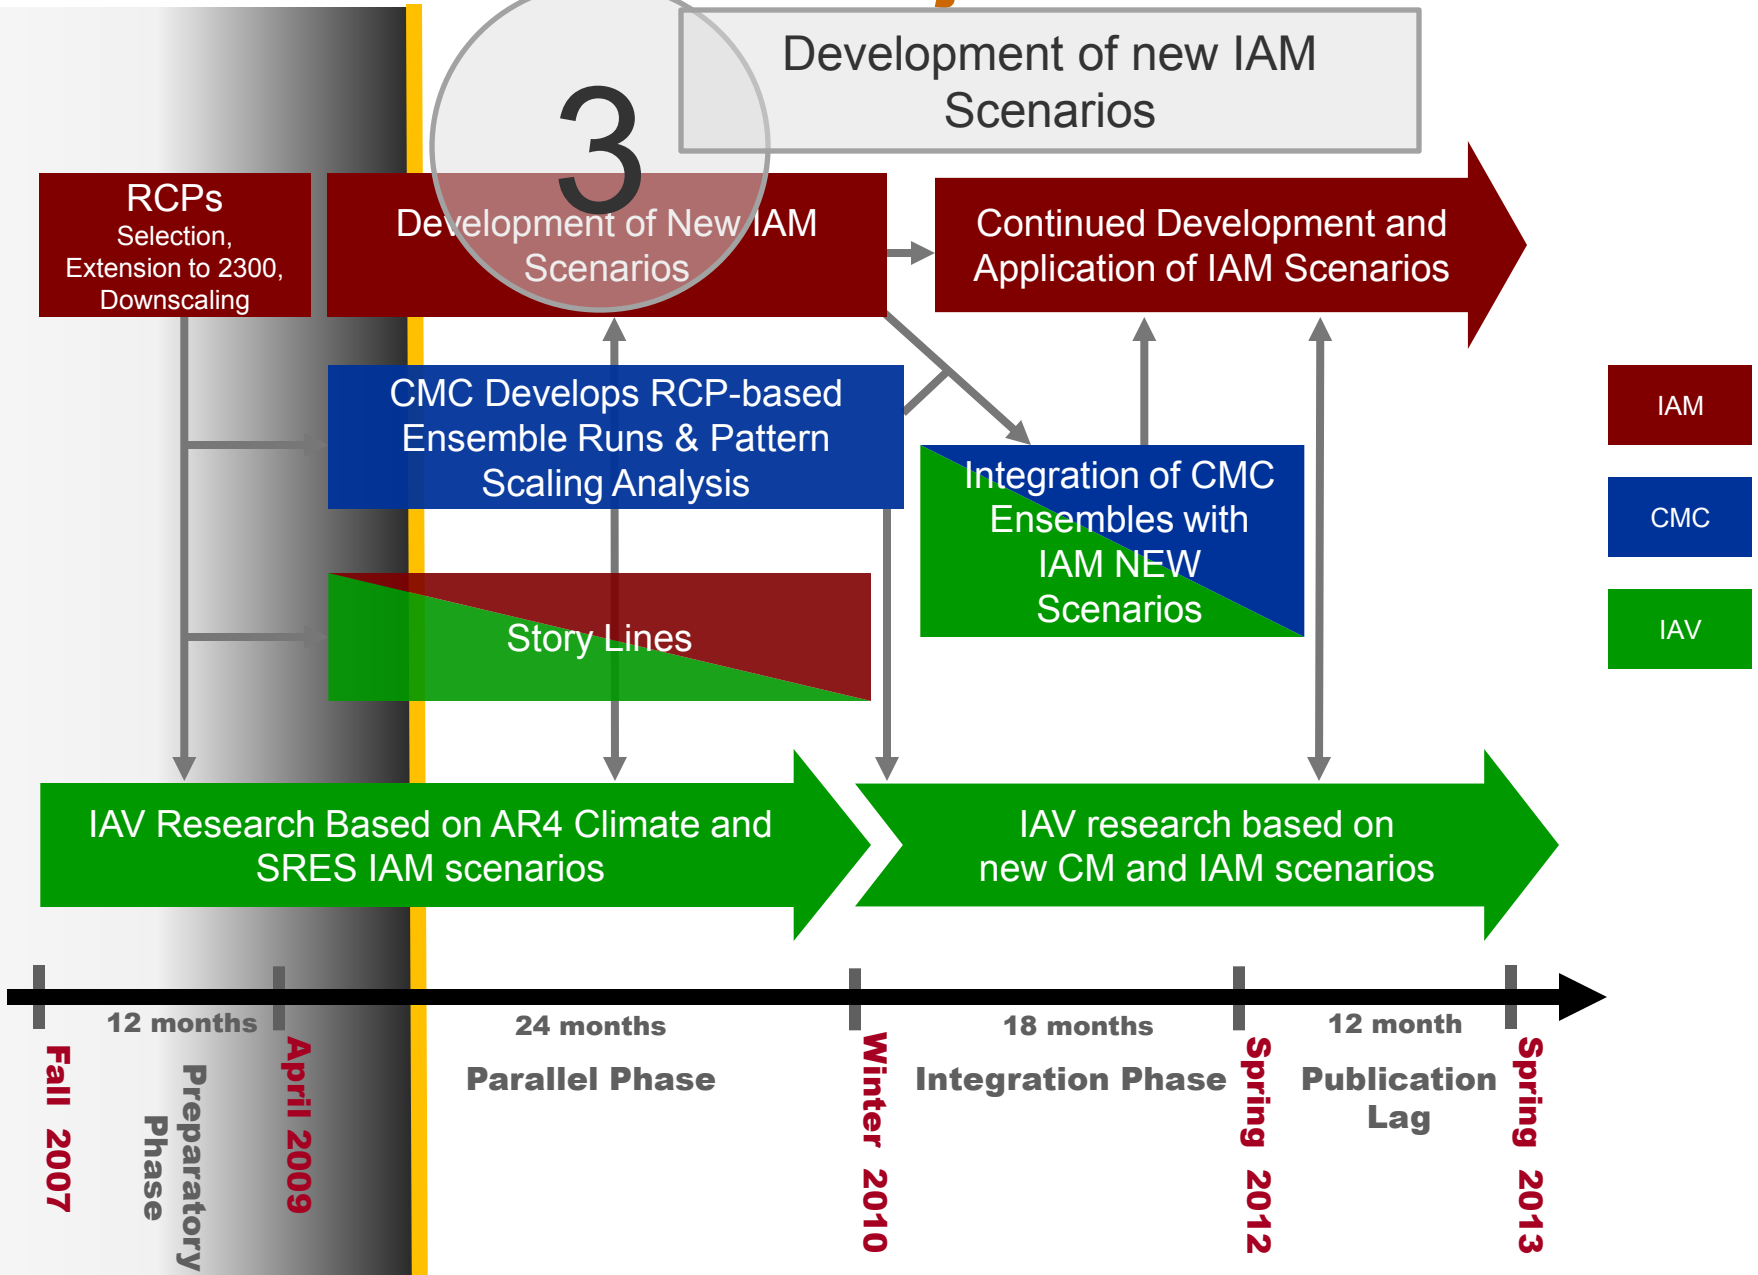 Development of new IAM
Scenarios
3
RCPs
Selection,
Extension to 2300,
Downscaling
Development of New IAM
Scenarios
Continued Development and
Application of IAM Scenarios
CMC Develops RCP-based
Ensemble Runs & Pattern
Scaling Analysis
Integration of CMC
Ensembles with
IAM NEW
Scenarios
Story Lines
IAM
CMC
IAV
IAV Research Based on AR4 Climate and
SRES IAM scenarios
IAV research based on
new CM and IAM scenarios
12 months
24 months
18 months
12 month
Fall 2007
Preparatory
Phase
April 2009
Parallel Phase
Winter 2010
Integration Phase
Spring 2012
Publication
Lag
Spring 2013